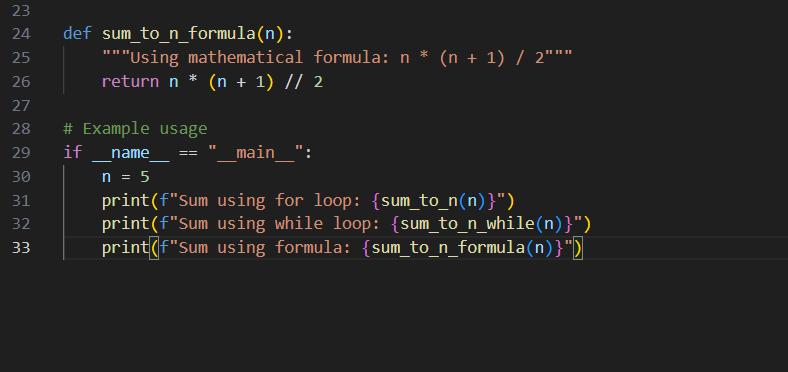 23
24 def sum_to_n_formula(n):
25     """Using mathematical formula: n * (n + 1) / 2"""
26     return n * (n + 1) // 2
27
28 # Example usage
29 if __name__ == "__main__":
30     n = 5
31     print(f"Sum using for loop: {sum_to_n(n)}")
32     print(f"Sum using while loop: {sum_to_n_while(n)}")
33     print(f"Sum using formula: {sum_to_n_formula(n)}")